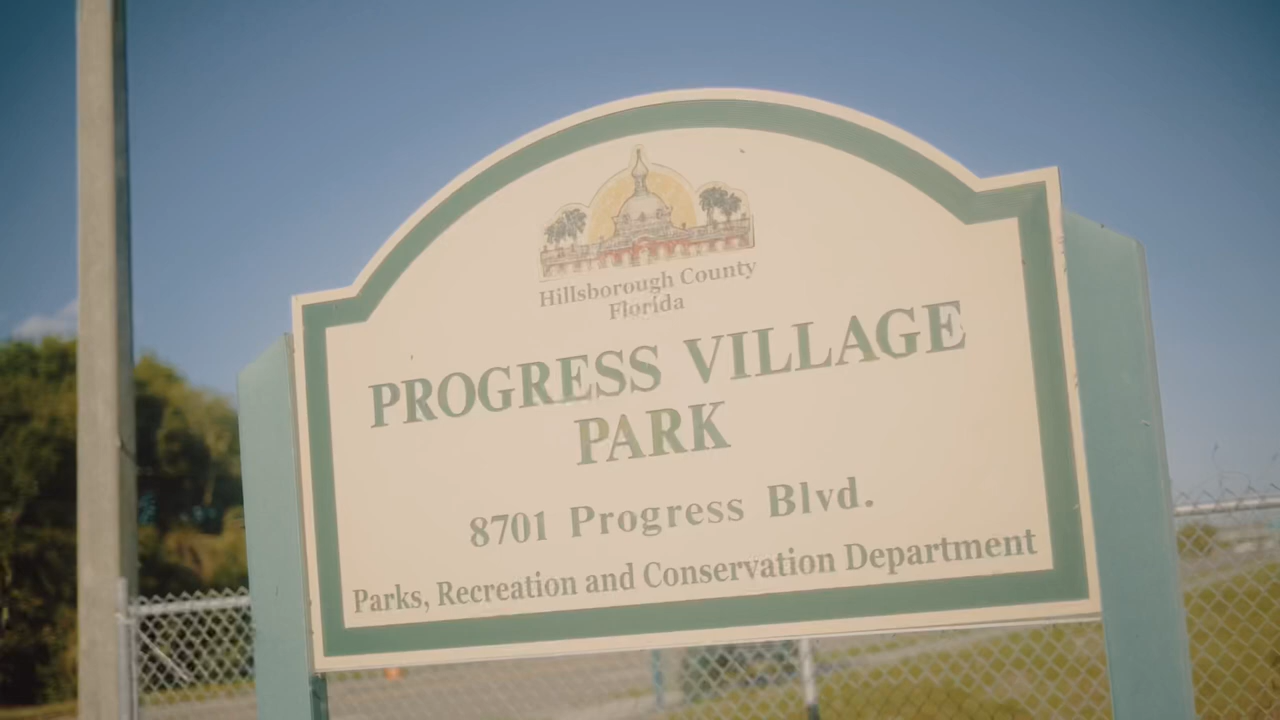 Hillsborough County
Florida
PROGRESS VILLAGE
PARK
8701 Progress Blvd.
Parks, Recreation and Conservation Department